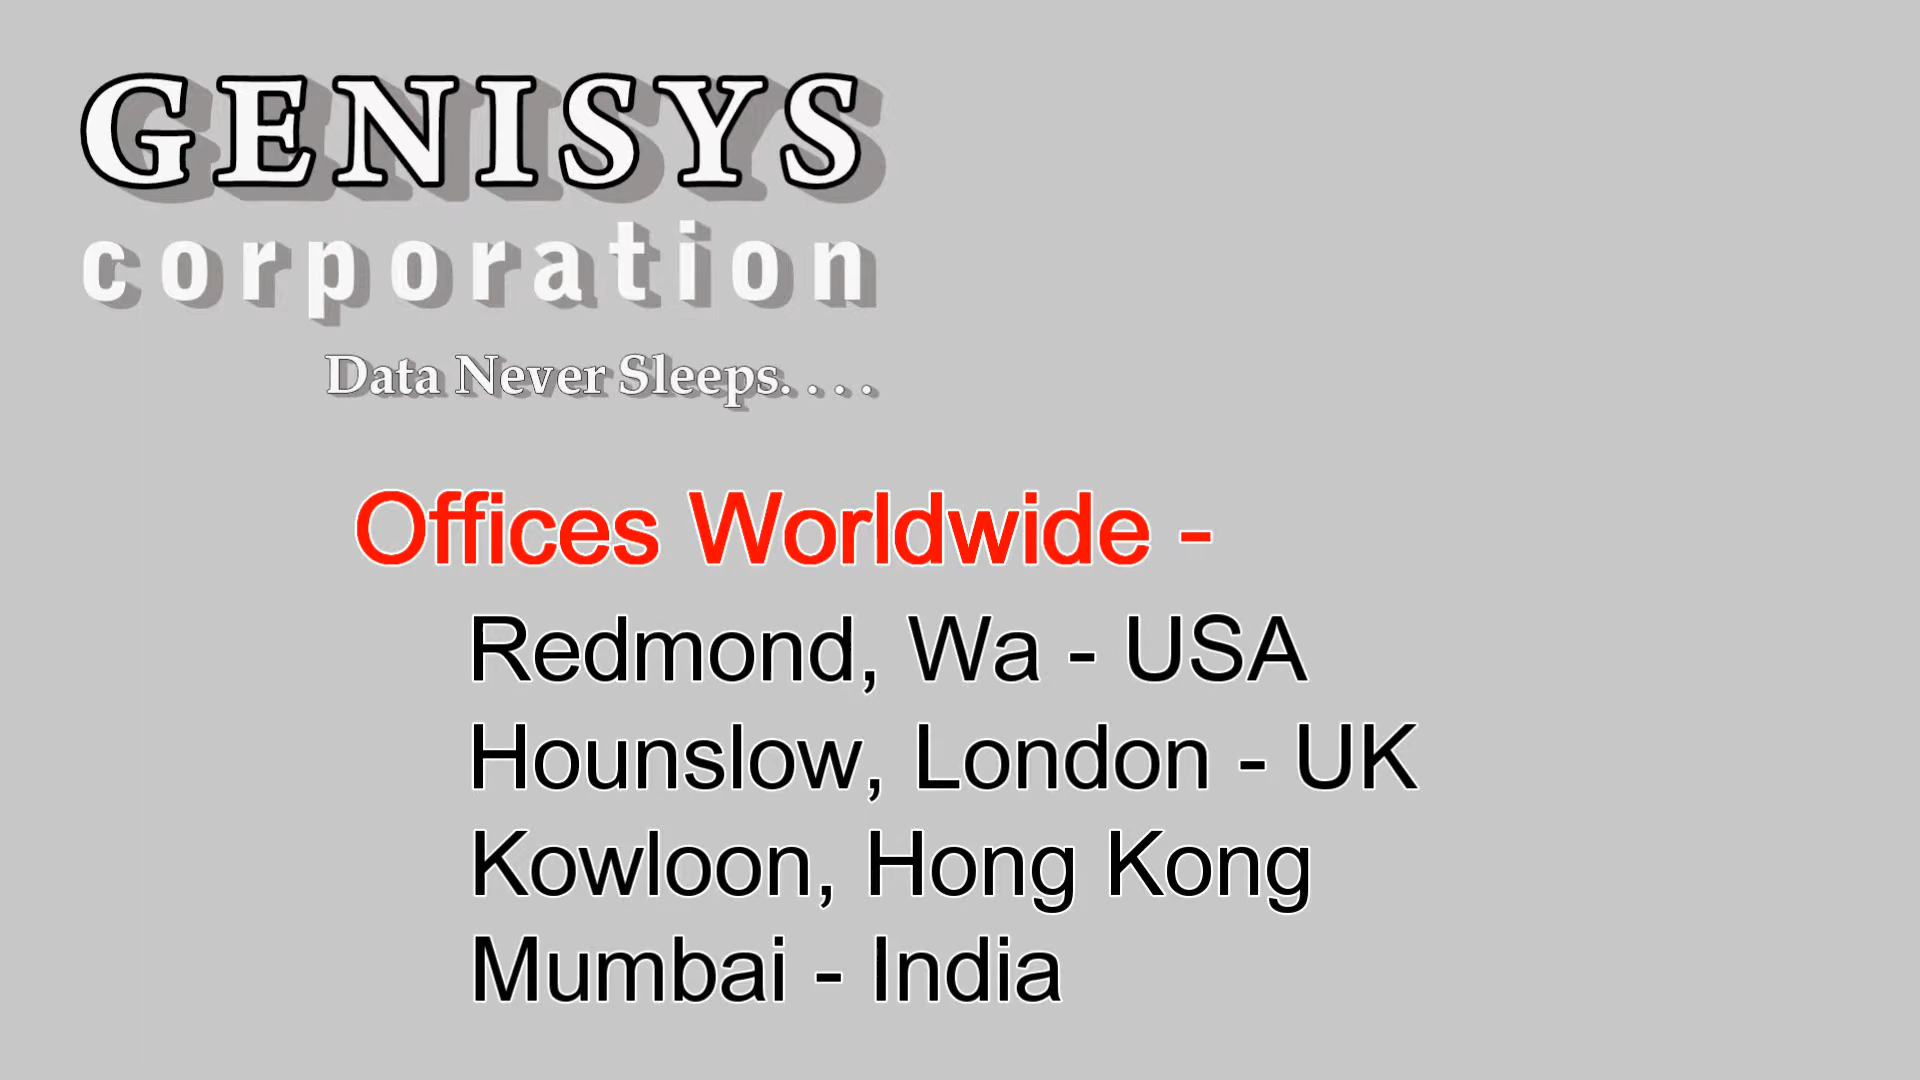 GENISYS
corporation
Data Never Sleeps. . . .
Offices Worldwide -
Redmond, Wa - USA
Hounslow, London - UK
Kowloon, Hong Kong
Mumbai - India